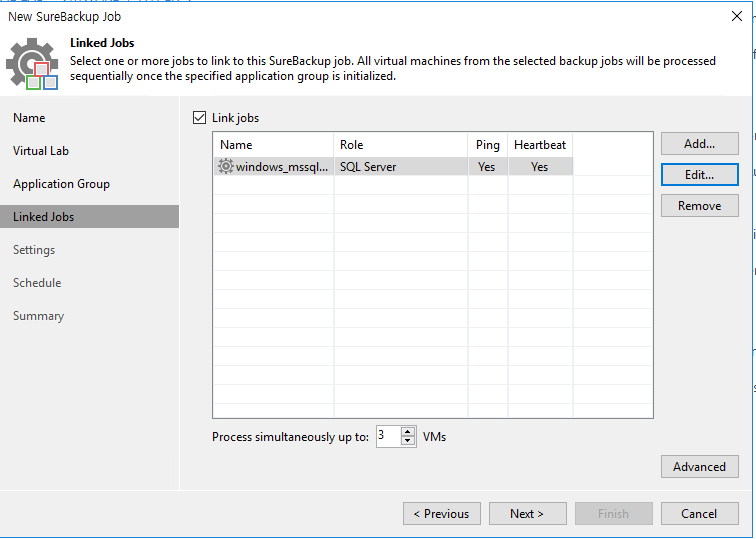 New SureBackup Job
Linked Jobs
Select one or more jobs to link to this SureBackup job. All virtual machines from the selected backup jobs will be processed
sequentially once the specified application group is initialized.
Name
Virtual Lab
Application Group
Linked Jobs
Settings
Schedule
Summary
Link jobs
Name Role Ping Heartbeat
windows_mssql... SQL Server Yes Yes
Add...
Edit...
Remove
Process simultaneously up to: 3 VMs
Advanced
< Previous Next > Finish Cancel